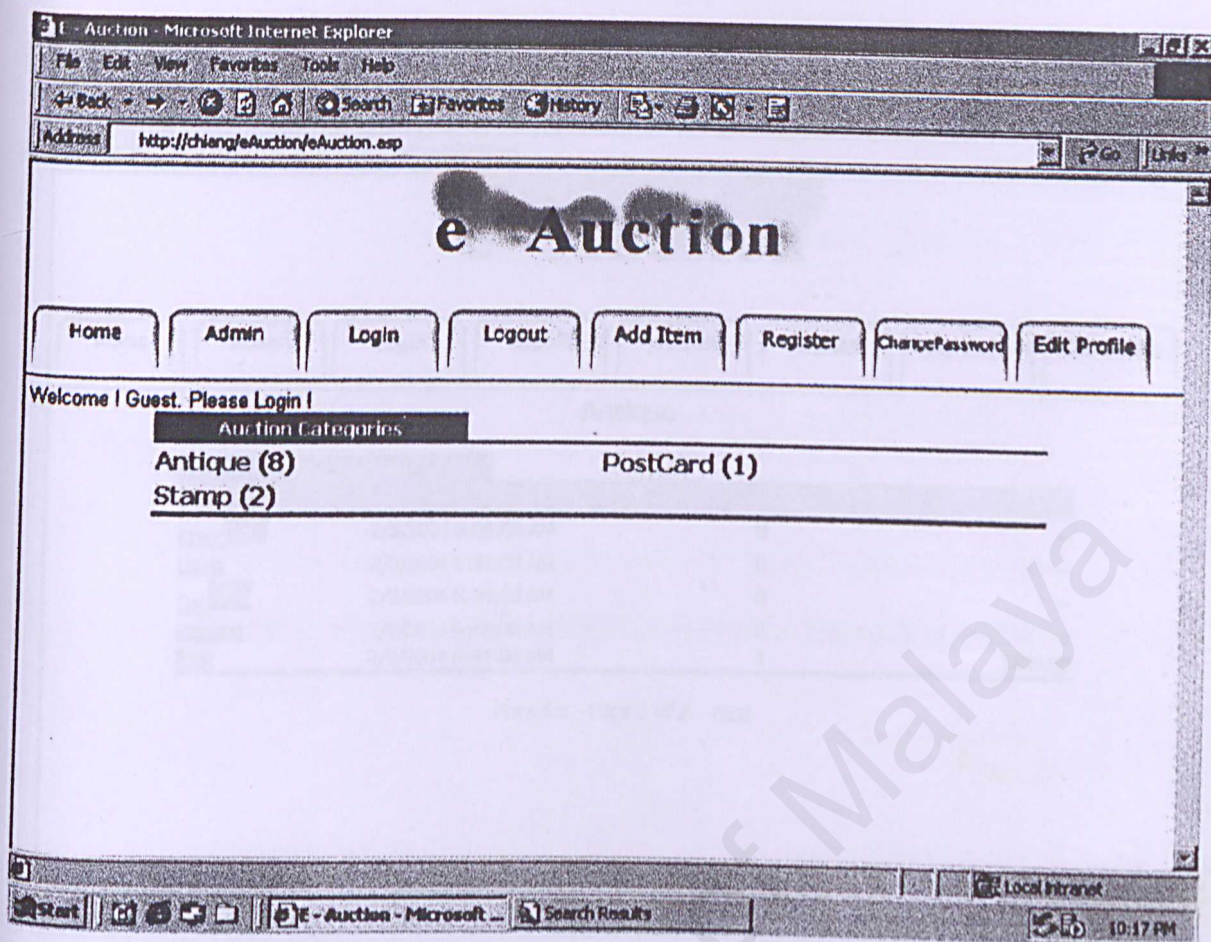 E - Auction - Microsoft Internet Explorer
File Edit View Favorites Tools Help
Back Search Favorites History
Address http://chiang/eAuction/eAuction.asp Go Links »
e Auction
Home Admin Login Logout Add Item Register ChangePassword Edit Profile
Welcome ! Guest. Please Login !
Auction Categories
Antique (8) PostCard (1)
Stamp (2)
of Malaya
Local intranet
Start E - Auction - Microsoft ... Search Results 10:17 PM